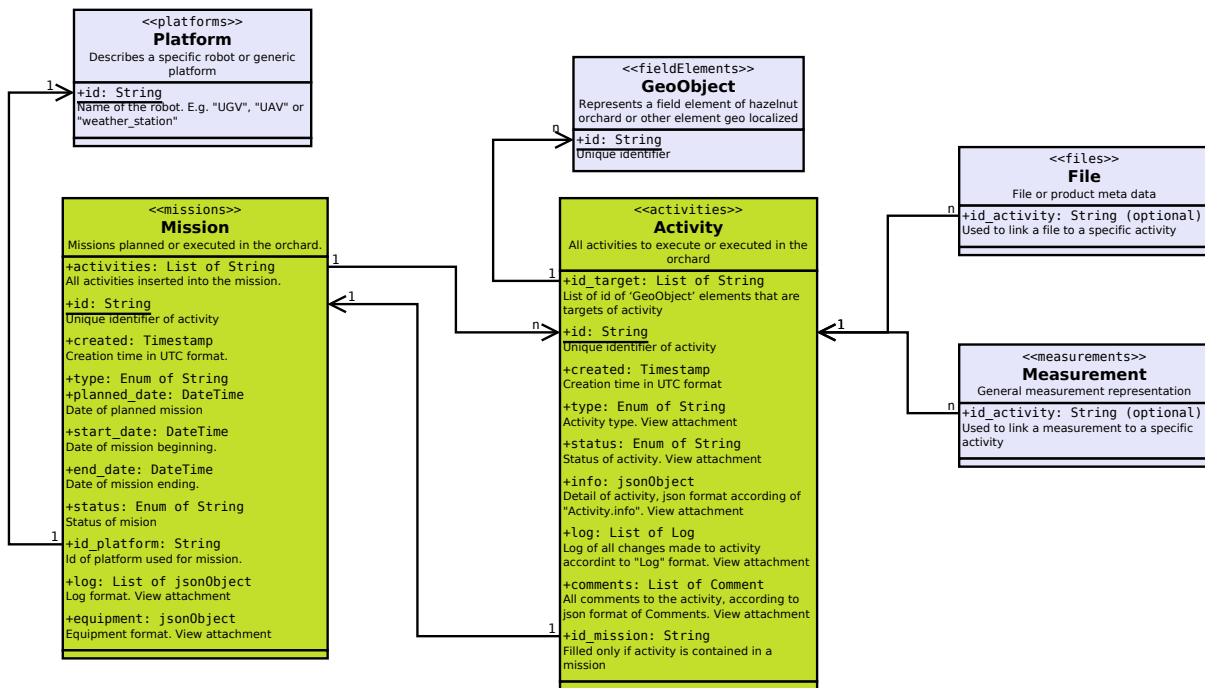 <<platforms>>
Platform
Describes a specific robot or generic
platform
+id: String
Name of the robot. E.g. "UGV", "UAV" or
"weather_station"
1
<<fieldElements>>
GeoObject
Represents a field element of hazelnut
orchard or other element geo localized
+id: String
Unique identifier
n
<<files>>
File
File or product meta data
+id_activity: String (optional)
Used to link a file to a specific activity
n
<<missions>>
Mission
Missions planned or executed in the orchard.
+activities: List of String
All activities inserted into the mission.
+id: String
Unique identifier of activity
+created: Timestamp
Creation time in UTC format.
+type: Enum of String
+planned_date: DateTime
Date of planned mission
+start_date: DateTime
Date of mission beginning.
+end_date: DateTime
Date of mission ending.
+status: Enum of String
Status of mision
+id_platform: String
Id of platform used for mission.
+log: List of jsonObject
Log format. View attachment
+equipment: jsonObject
Equipment format. View attachment
1
1
1
<<activities>>
Activity
All activities to execute or executed in the
orchard
+id_target: List of String
List of id of ‘GeoObject’ elements that are
targets of activity
+id: String
Unique identifier of activity
+created: Timestamp
Creation time in UTC format
+type: Enum of String
Activity type. View attachment
+status: Enum of String
Status of activity. View attachment
+info: jsonObject
Detail of activity, json format according of
"Activity.info". View attachment
+log: List of Log
Log of all changes made to activity
accordint to "Log" format. View attachment
+comments: List of Comment
All comments to the activity, according to
json format of Comments. View attachment
+id_mission: String
Filled only if activity is contained in a
mission
1
n
1
1
<<measurements>>
Measurement
General measurement representation
+id_activity: String (optional)
Used to link a measurement to a specific
activity
n